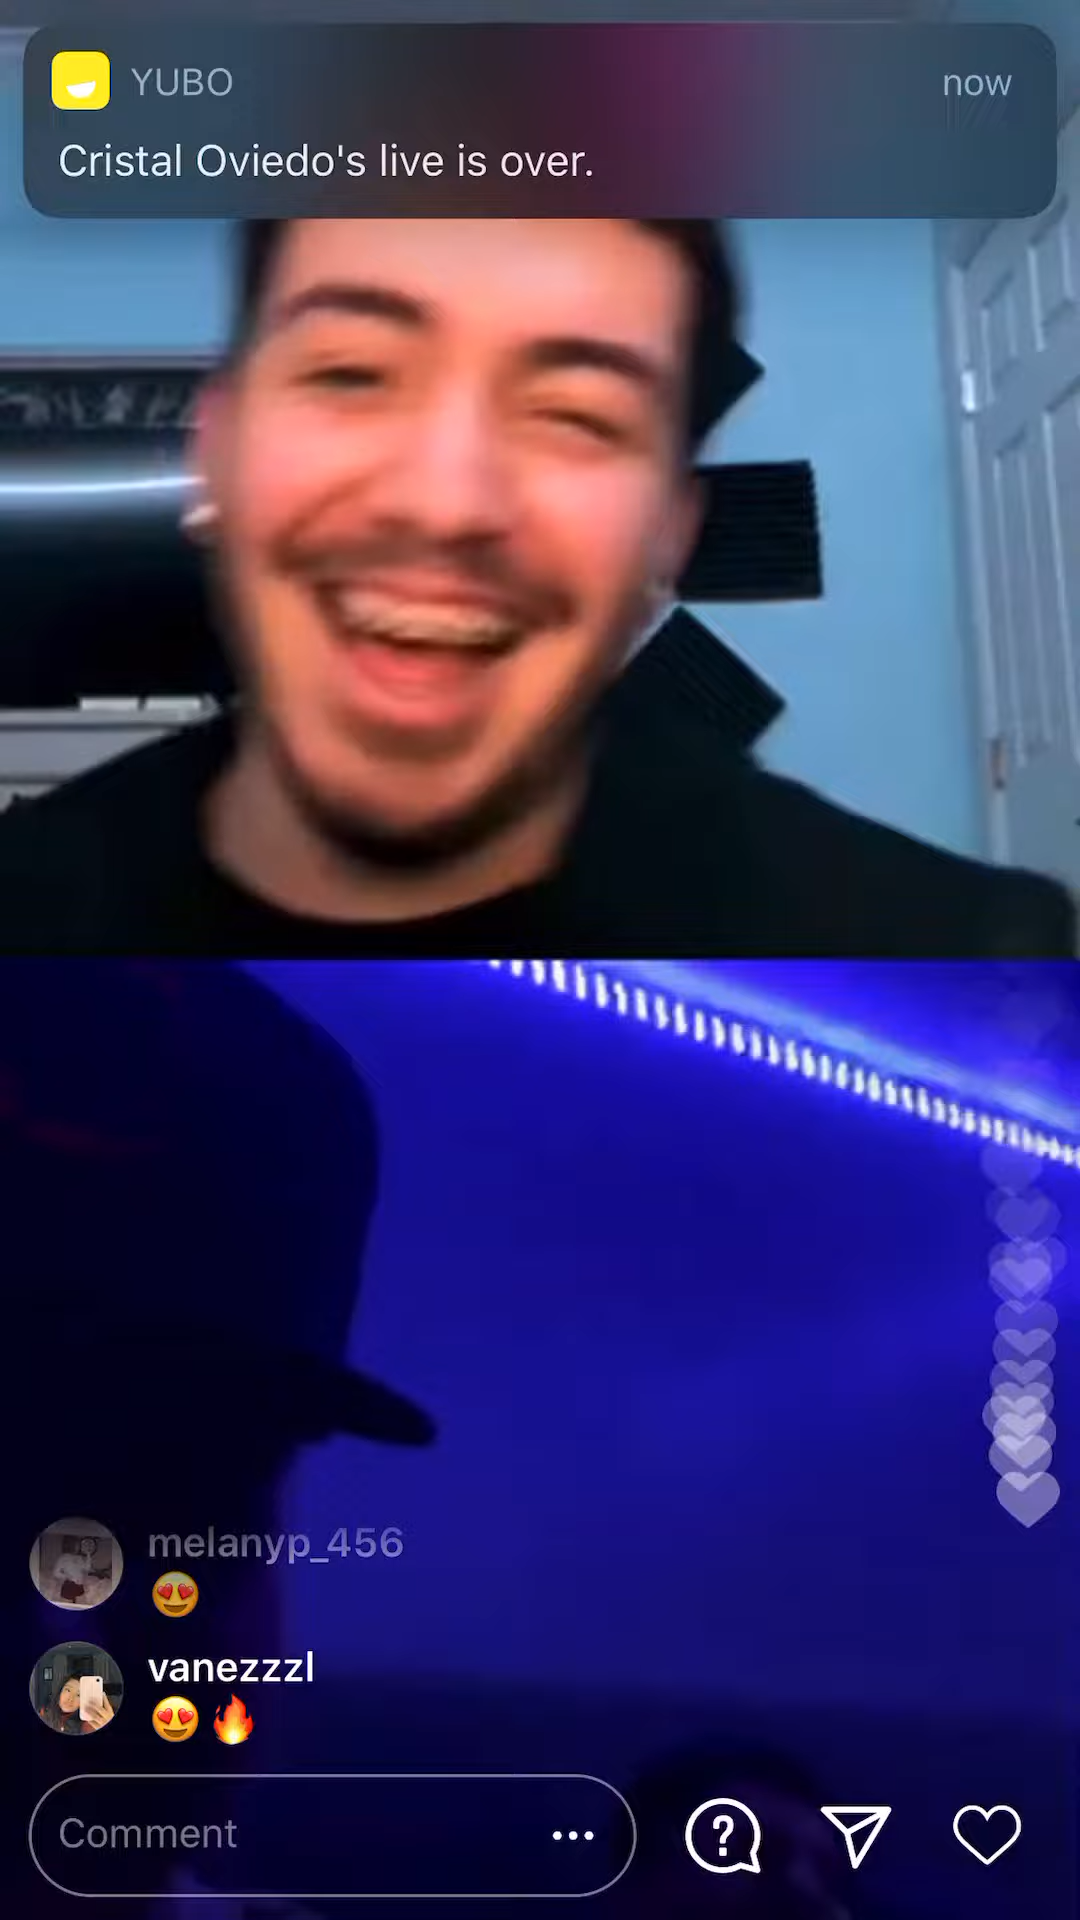 YUBO
now
Cristal Oviedo's live is over.
melanyp_456
😍
vanezzzl
😍🔥
Comment